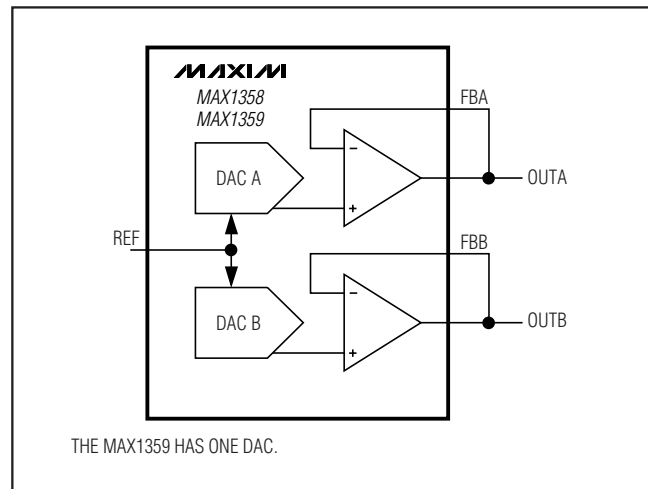 MAXIM
MAX1358
MAX1359
FBA
DAC A
-
+
OUTA
REF
FBB
DAC B
-
+
OUTB
THE MAX1359 HAS ONE DAC.